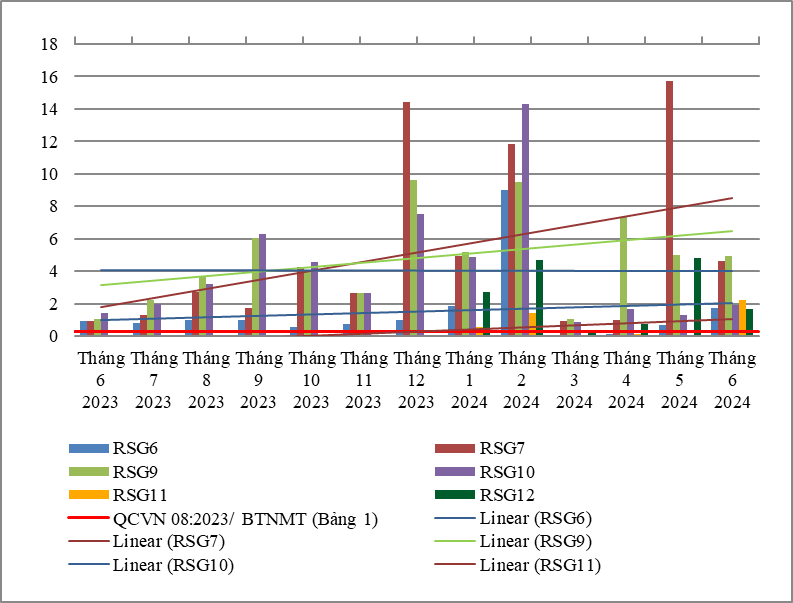 18
16
14
12
10
8
6
4
2
0
Tháng Tháng Tháng Tháng Tháng Tháng Tháng Tháng Tháng Tháng Tháng Tháng Tháng
6 7 8 9 10 11 12 1 2 3 4 5 6
2023 2023 2023 2023 2023 2023 2023 2024 2024 2024 2024 2024 2024
RSG6 RSG7
RSG9 RSG10
RSG11 RSG12
QCVN 08:2023/ BTNMT (Bảng 1) Linear (RSG6)
Linear (RSG7) Linear (RSG9)
Linear (RSG10) Linear (RSG11)